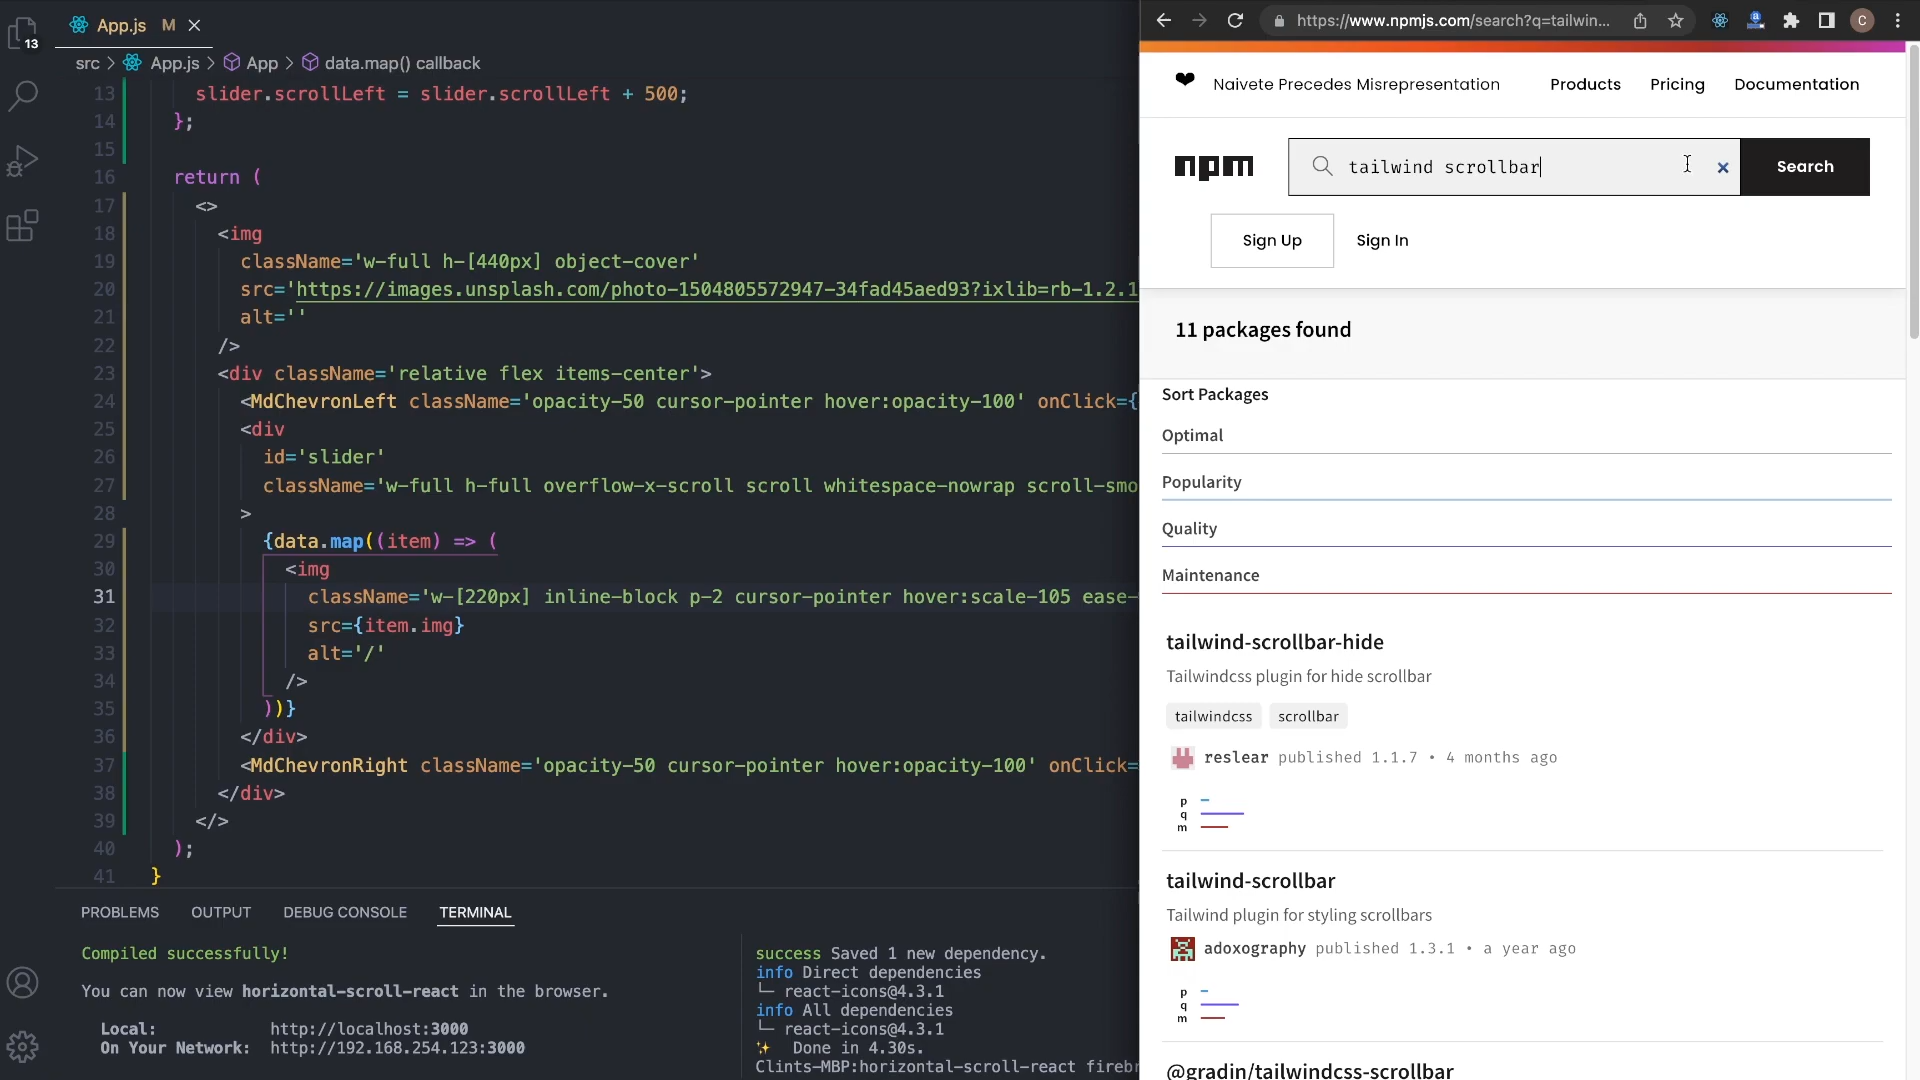 App.js M
13
src > App.js > App > data.map() callback
13 slider.scrollLeft = slider.scrollLeft + 500;
14 };
15
16 return (
17 <>
18 <img
19 className='w-full h-[440px] object-cover'
20 src='https://images.unsplash.com/photo-1504805572947-34fad45aed93?ixlib=rb-1.2.1
21 alt=''
22 />
23 <div className='relative flex items-center'>
24 <MdChevronLeft className='opacity-50 cursor-pointer hover:opacity-100' onClick={
25 <div
26 id='slider'
27 className='w-full h-full overflow-x-scroll scroll whitespace-nowrap scroll-smo
28 >
29 {data.map((item) => (
30 <img
31 className='w-[220px] inline-block p-2 cursor-pointer hover:scale-105 ease-
32 src={item.img}
33 alt='/'
34 />
35 ))}
36 </div>
37 <MdChevronRight className='opacity-50 cursor-pointer hover:opacity-100' onClick=
38 </div>
39 </>
40 );
41 }
PROBLEMS OUTPUT DEBUG CONSOLE TERMINAL
Compiled successfully!
You can now view horizontal-scroll-react in the browser.
Local: http://localhost:3000
On Your Network: http://192.168.254.123:3000
success Saved 1 new dependency.
info Direct dependencies
└─ react-icons@4.3.1
info All dependencies
└─ react-icons@4.3.1
✨ Done in 4.30s.
Clints-MBP:horizontal-scroll-react firebr
https://www.npmjs.com/search?q=tailwin...
C
❤ Naivete Precedes Misrepresentation Products Pricing Documentation
npm tailwind scrollbar × Search
Sign Up Sign In
11 packages found
Sort Packages
Optimal
Popularity
Quality
Maintenance
tailwind-scrollbar-hide
Tailwindcss plugin for hide scrollbar
tailwindcss scrollbar
reslear published 1.1.7 • 4 months ago
p
q
m
tailwind-scrollbar
Tailwind plugin for styling scrollbars
adoxography published 1.3.1 • a year ago
p
q
m
@gradin/tailwindcss-scrollbar